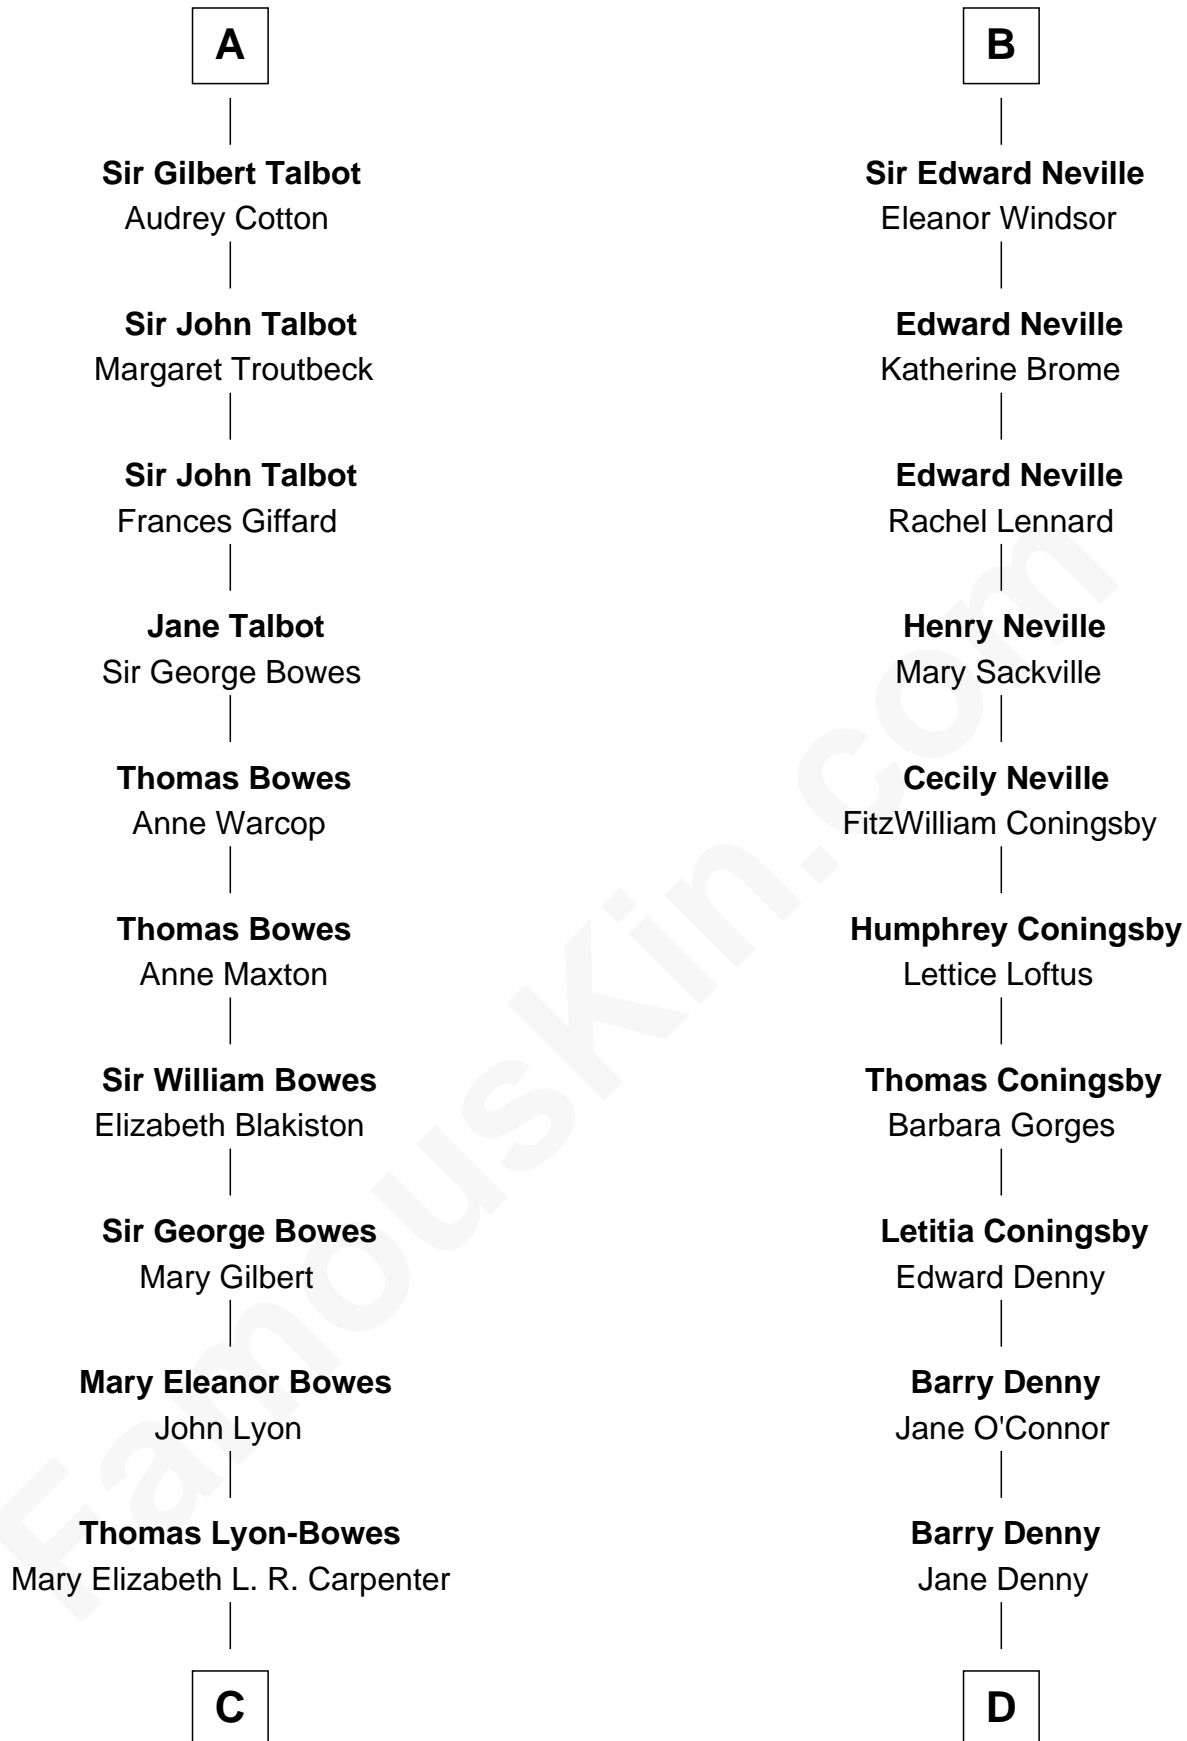 A
Sir Gilbert Talbot
Audrey Cotton
Sir John Talbot
Margaret Troutbeck
Sir John Talbot
Frances Giffard
Jane Talbot
Sir George Bowes
Thomas Bowes
Anne Warcop
Thomas Bowes
Anne Maxton
Sir William Bowes
Elizabeth Blakiston
Sir George Bowes
Mary Gilbert
Mary Eleanor Bowes
John Lyon
Thomas Lyon-Bowes
Mary Elizabeth L. R. Carpenter
C
B
Sir Edward Neville
Eleanor Windsor
Edward Neville
Katherine Brome
Edward Neville
Rachel Lennard
Henry Neville
Mary Sackville
Cecily Neville
FitzWilliam Coningsby
Humphrey Coningsby
Lettice Loftus
Thomas Coningsby
Barbara Gorges
Letitia Coningsby
Edward Denny
Barry Denny
Jane O'Connor
Barry Denny
Jane Denny
D
FamousKin.com